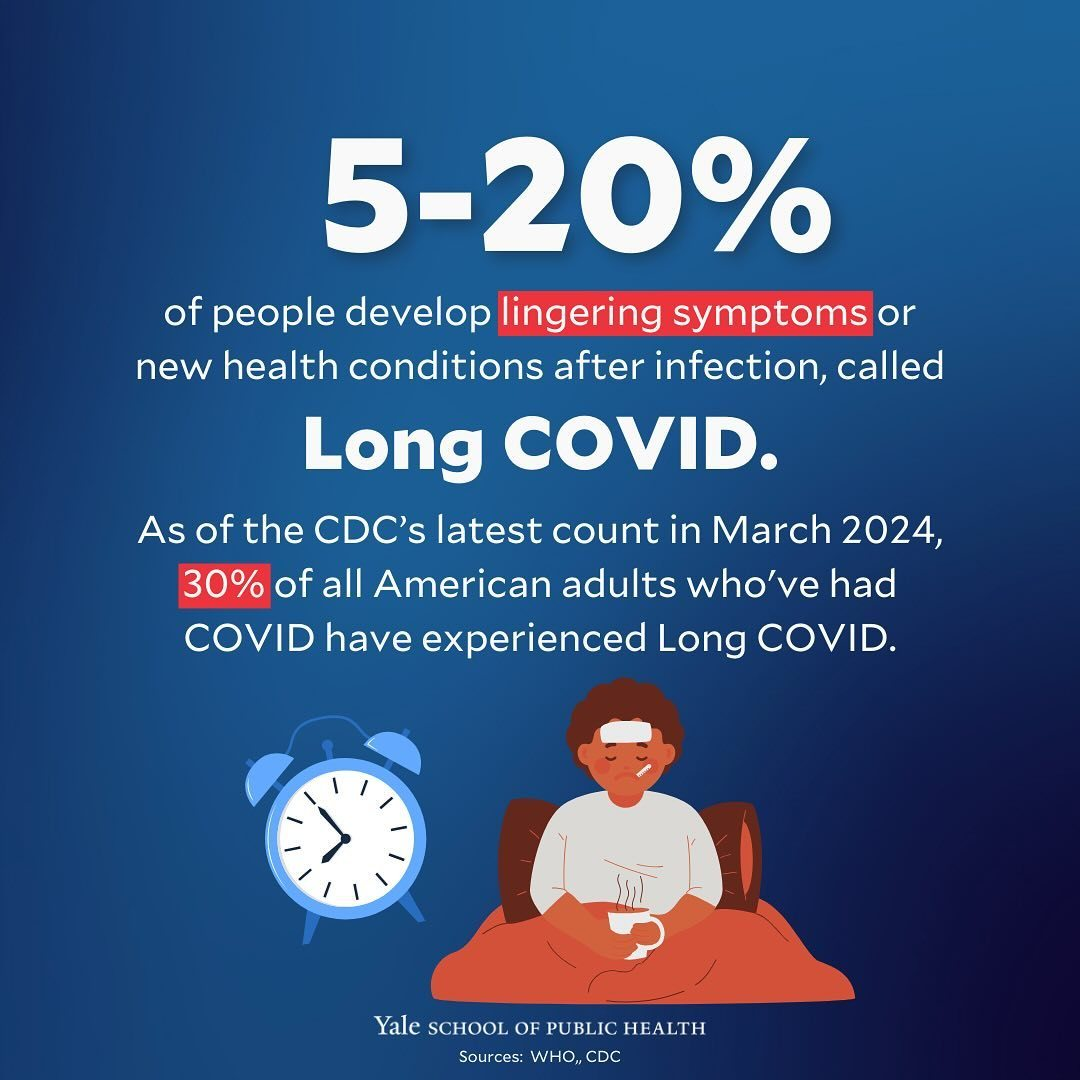 5-20%
of people develop lingering symptoms or
new health conditions after infection, called
Long COVID.
As of the CDC’s latest count in March 2024,
30% of all American adults who’ve had
COVID have experienced Long COVID.
Yale SCHOOL OF PUBLIC HEALTH
Sources: WHO,, CDC